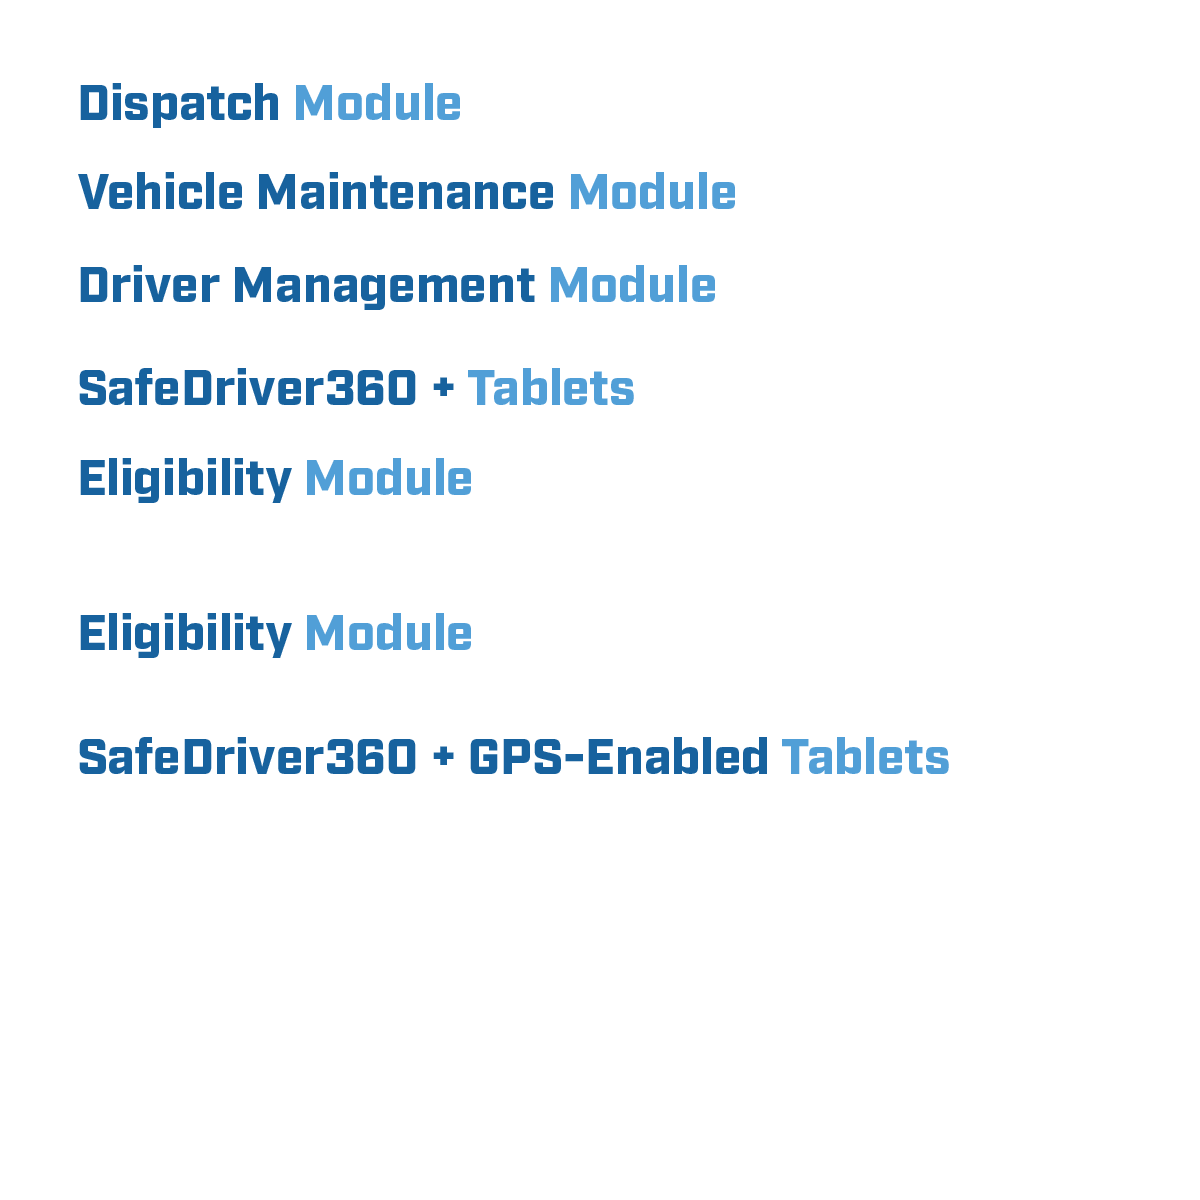 Dispatch Module
Vehicle Maintenance Module
Driver Management Module
SafeDriver360 + Tablets
Eligibility Module
Eligibility Module
SafeDriver360 + GPS-Enabled Tablets